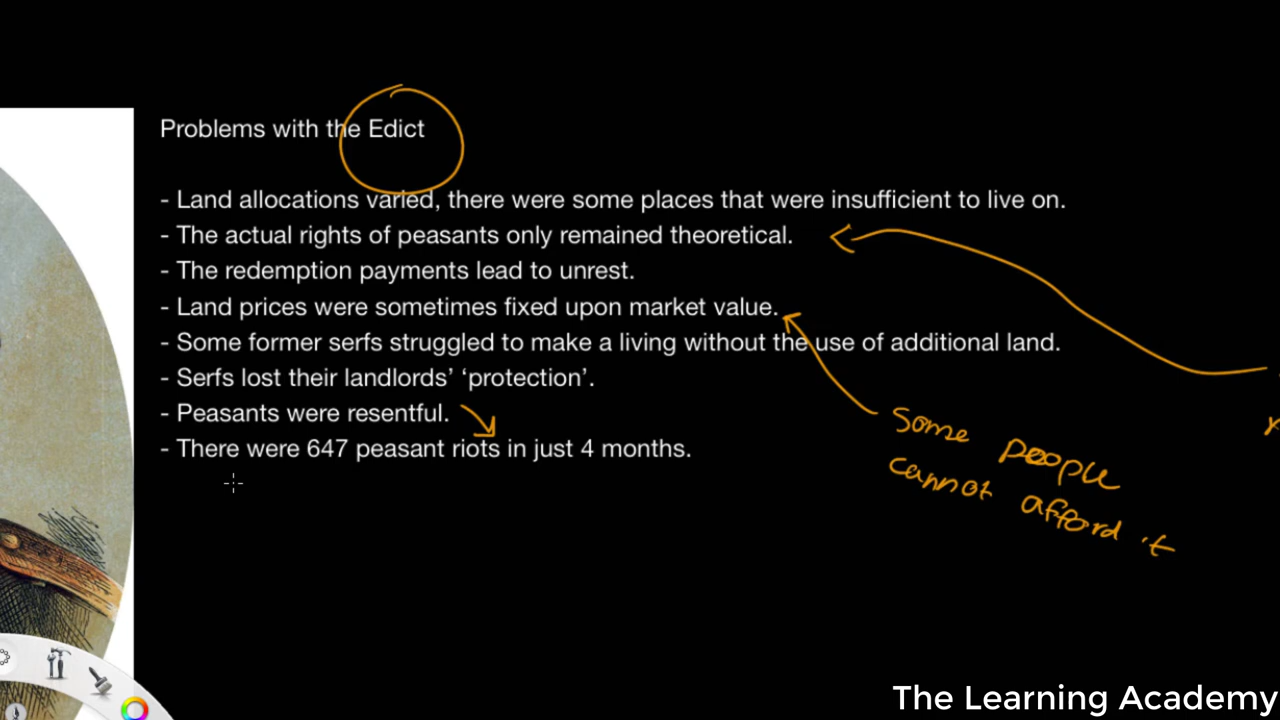 Problems with the Edict
- Land allocations varied, there were some places that were insufficient to live on.
- The actual rights of peasants only remained theoretical.
- The redemption payments lead to unrest.
- Land prices were sometimes fixed upon market value.
- Some former serfs struggled to make a living without the use of additional land.
- Serfs lost their landlords’ ‘protection’.
- Peasants were resentful.
- There were 647 peasant riots in just 4 months.
Some people
cannot afford it
The Learning Academy